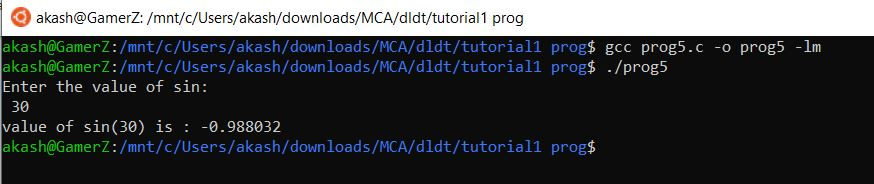 akash@GamerZ: /mnt/c/Users/akash/downloads/MCA/dldt/tutorial1 prog
akash@GamerZ:/mnt/c/Users/akash/downloads/MCA/dldt/tutorial1 prog$ gcc prog5.c -o prog5 -lm
akash@GamerZ:/mnt/c/Users/akash/downloads/MCA/dldt/tutorial1 prog$ ./prog5
Enter the value of sin:
 30
value of sin(30) is : -0.988032
akash@GamerZ:/mnt/c/Users/akash/downloads/MCA/dldt/tutorial1 prog$